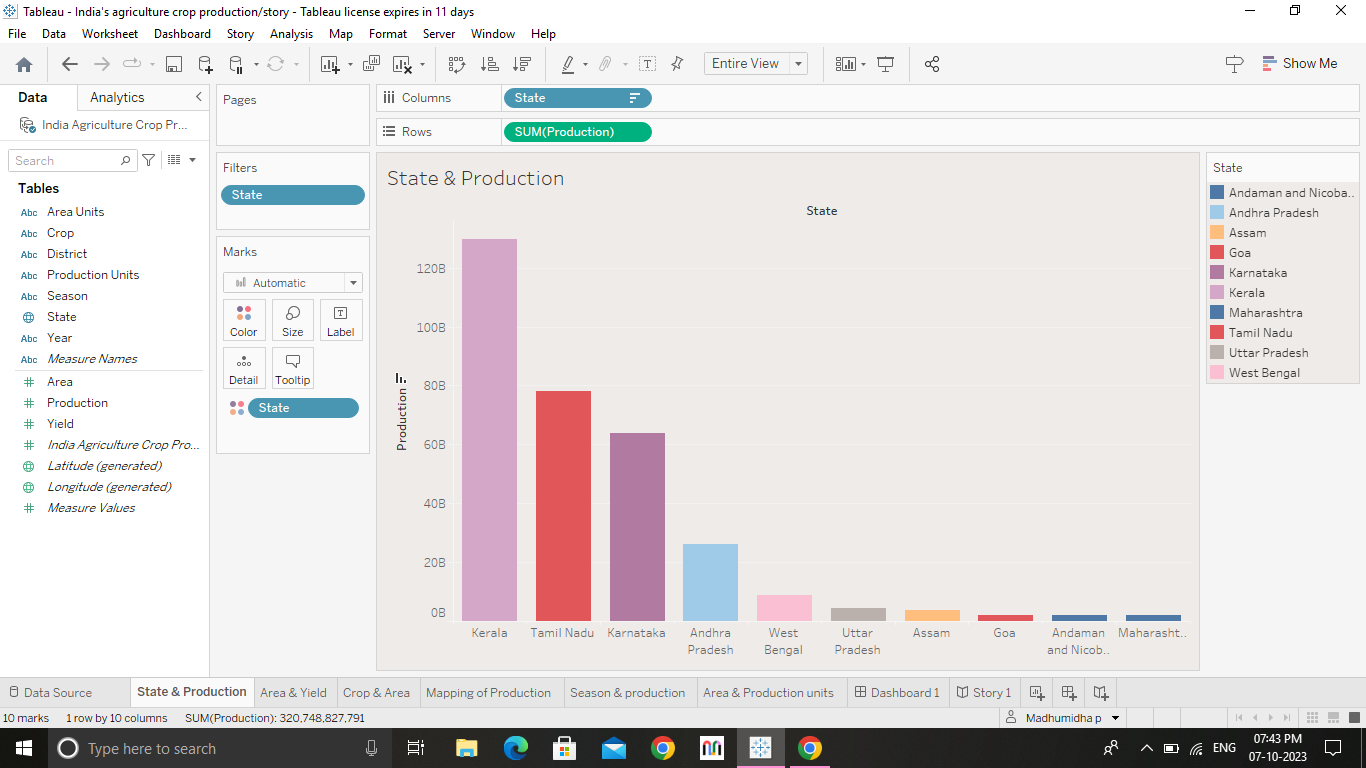 Tableau - India's agriculture crop production/story - Tableau license expires in 11 days
File Data Worksheet Dashboard Story Analysis Map Format Server Window Help
Entire View
Show Me
Data Analytics
India Agriculture Crop Pr...
Search
Tables
Abc Area Units
Abc Crop
Abc District
Abc Production Units
Abc Season
State
Abc Year
Abc Measure Names
Area
Production
Yield
India Agriculture Crop Pro...
Latitude (generated)
Longitude (generated)
Measure Values
Pages
Filters
State
Marks
Automatic
Color Size Label
Detail Tooltip
State
Columns State
Rows SUM(Production)
State & Production
State
Production
120B
100B
80B
60B
40B
20B
0B
Kerala
Tamil Nadu
Karnataka
Andhra
Pradesh
West
Bengal
Uttar
Pradesh
Assam
Goa
Andaman
and Nicob..
Maharasht..
State
Andaman and Nicoba..
Andhra Pradesh
Assam
Goa
Karnataka
Kerala
Maharashtra
Tamil Nadu
Uttar Pradesh
West Bengal
Data Source State & Production Area & Yield Crop & Area Mapping of Production Season & production Area & Production units Dashboard 1 Story 1
10 marks 1 row by 10 columns SUM(Production): 320,748,827,791 Madhumidha p
Type here to search
ENG
07:43 PM
07-10-2023